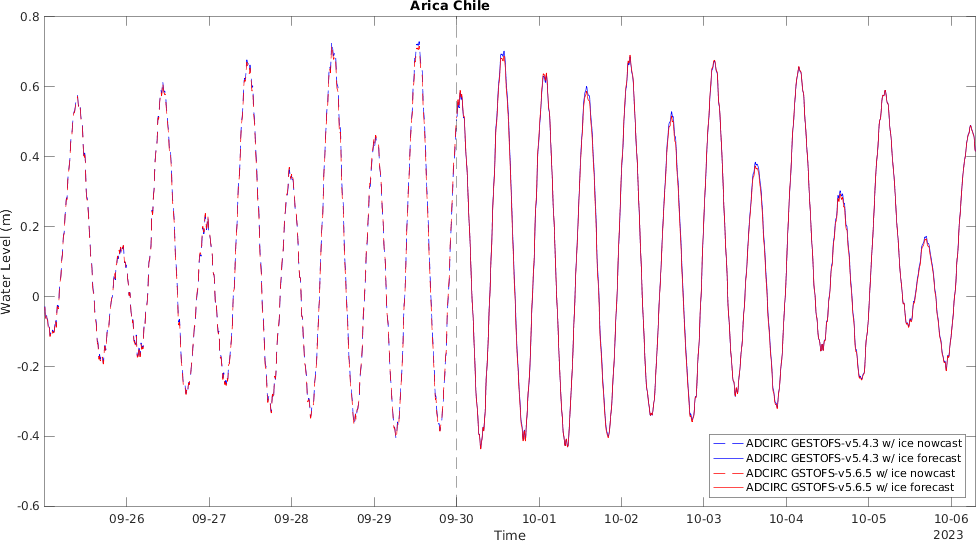 Arica Chile
0.8
0.6
0.4
0.2
0
-0.2
-0.4
-0.6
Water Level (m)
ADCIRC GESTOFS-v5.4.3 w/ ice nowcast
ADCIRC GESTOFS-v5.4.3 w/ ice forecast
ADCIRC GSTOFS-v5.6.5 w/ ice nowcast
ADCIRC GSTOFS-v5.6.5 w/ ice forecast
09-26 09-27 09-28 09-29 09-30 10-01 10-02 10-03 10-04 10-05 10-06
2023
Time